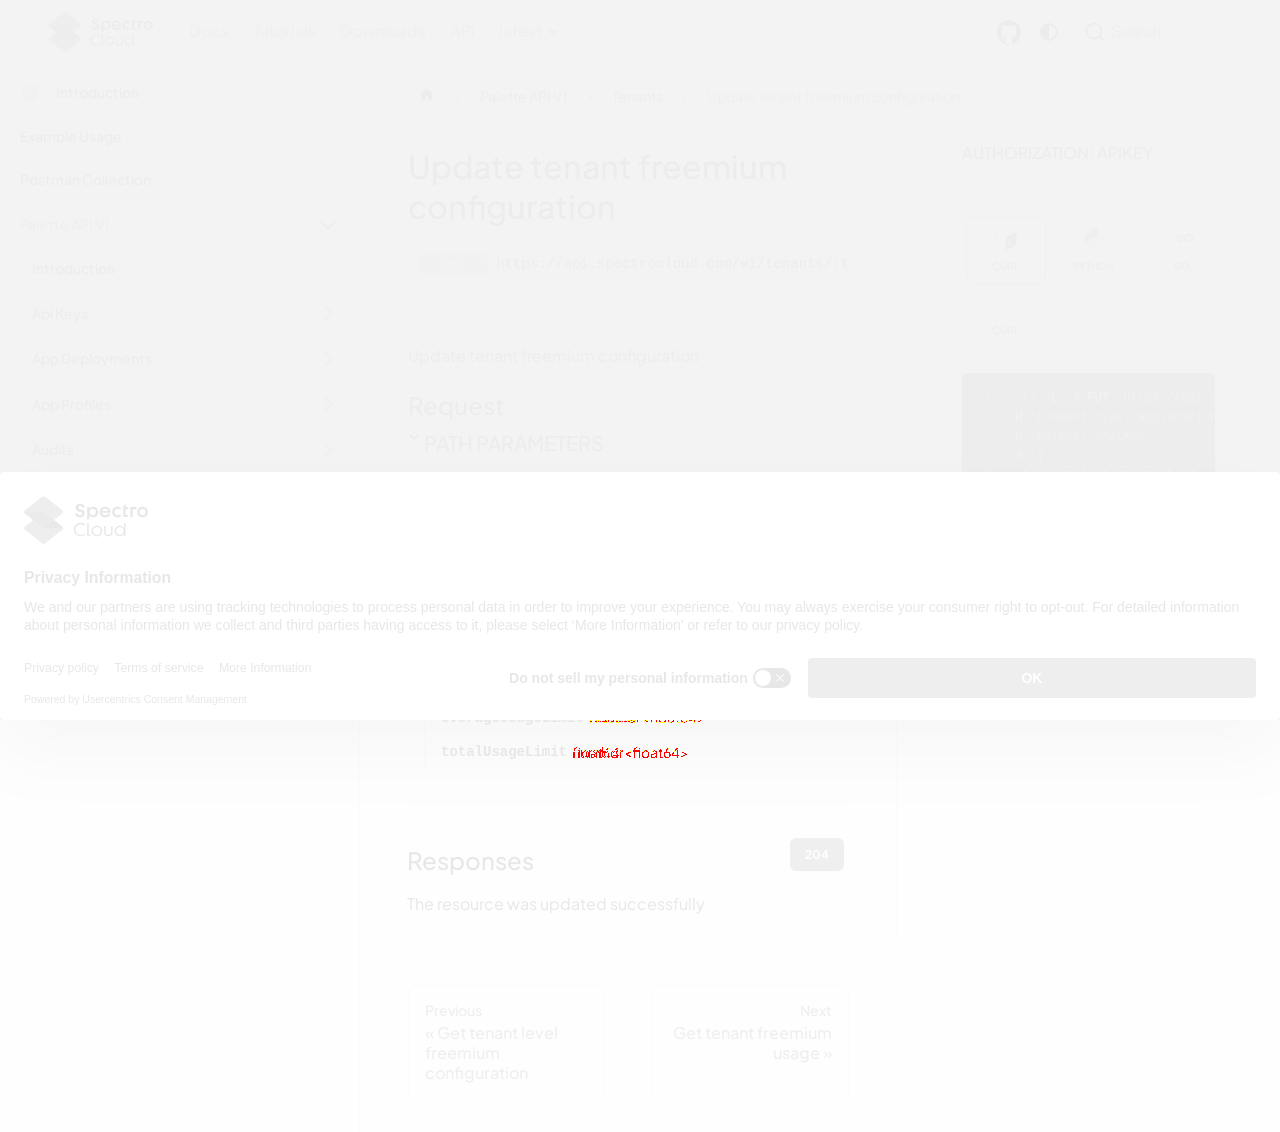 Spectro
Cloud
Docs Tutorials Downloads API latest
Search
Introduction
Example Usage
Postman Collection
Palette API V1
Introduction
Api Keys
App Deployments
App Profiles
Audits
Palette API V1
Tenants
Update tenant freemium configuration
Update tenant freemium
configuration
https://api.spectrocloud.com/v1/tenants/:t
Update tenant freemium configuration
Request
PATH PARAMETERS
AUTHORIZATION: APIKEY
CURL PYTHON GO
CURL
Spectro
Cloud
Privacy Information
We and our partners are using tracking technologies to process personal data in order to improve your experience. You may always exercise your consumer right to opt-out. For detailed information
about personal information we collect and third parties having access to it, please select ‘More Information’ or refer to our privacy policy.
Privacy policy Terms of service More Information
Do not sell my personal information
OK
Powered by Usercentrics Consent Management
totalUsageLimit
<float64>
Responses
204
The resource was updated successfully
Previous
« Get tenant level
freemium
configuration
Next
Get tenant freemium
usage »